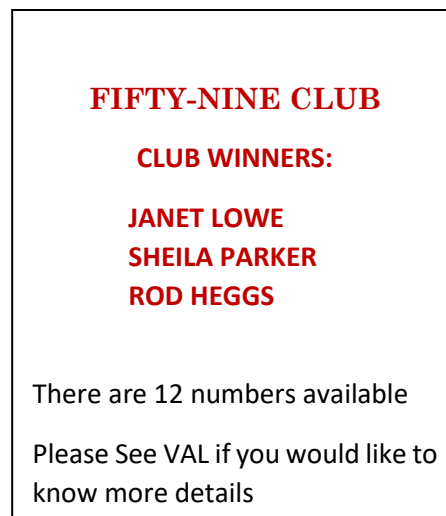 FIFTY-NINE CLUB
CLUB WINNERS:
JANET LOWE
SHEILA PARKER
ROD HEGGS
There are 12 numbers available
Please See VAL if you would like to
know more details